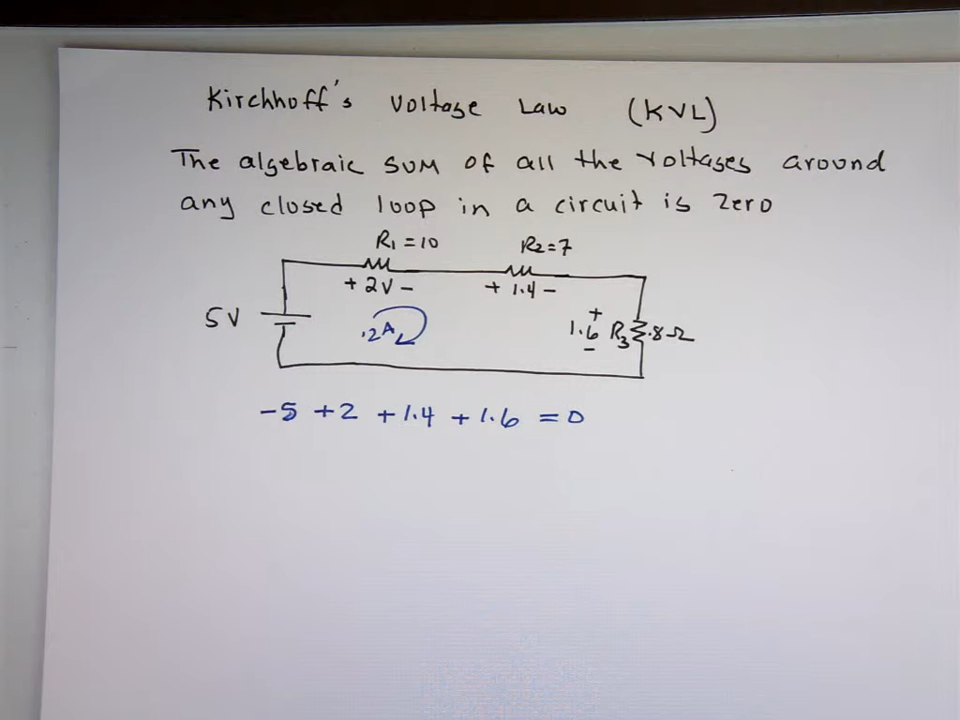 Kirchhoff's Voltage Law (KVL)
The algebraic sum of all the voltages around
any closed loop in a circuit is zero
R1 = 10 R2 = 7
+ 2V - + 1.4 -
5V .2A + 1.6 - R3 .8Ω
-5 +2 +1.4 +1.6 = 0